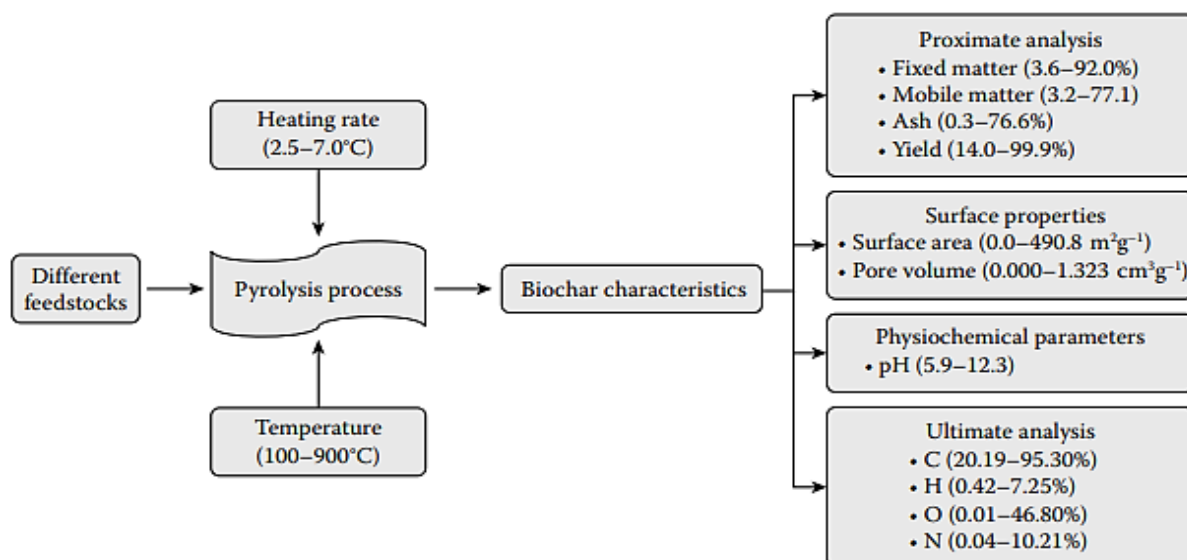 Different
feedstocks
Heating rate
(2.5–7.0°C)
Pyrolysis process
Temperature
(100–900°C)
Biochar characteristics
Proximate analysis
• Fixed matter (3.6–92.0%)
• Mobile matter (3.2–77.1)
• Ash (0.3–76.6%)
• Yield (14.0–99.9%)
Surface properties
• Surface area (0.0–490.8 m²g⁻¹)
• Pore volume (0.000–1.323 cm³g⁻¹)
Physiochemical parameters
• pH (5.9–12.3)
Ultimate analysis
• C (20.19–95.30%)
• H (0.42–7.25%)
• O (0.01–46.80%)
• N (0.04–10.21%)